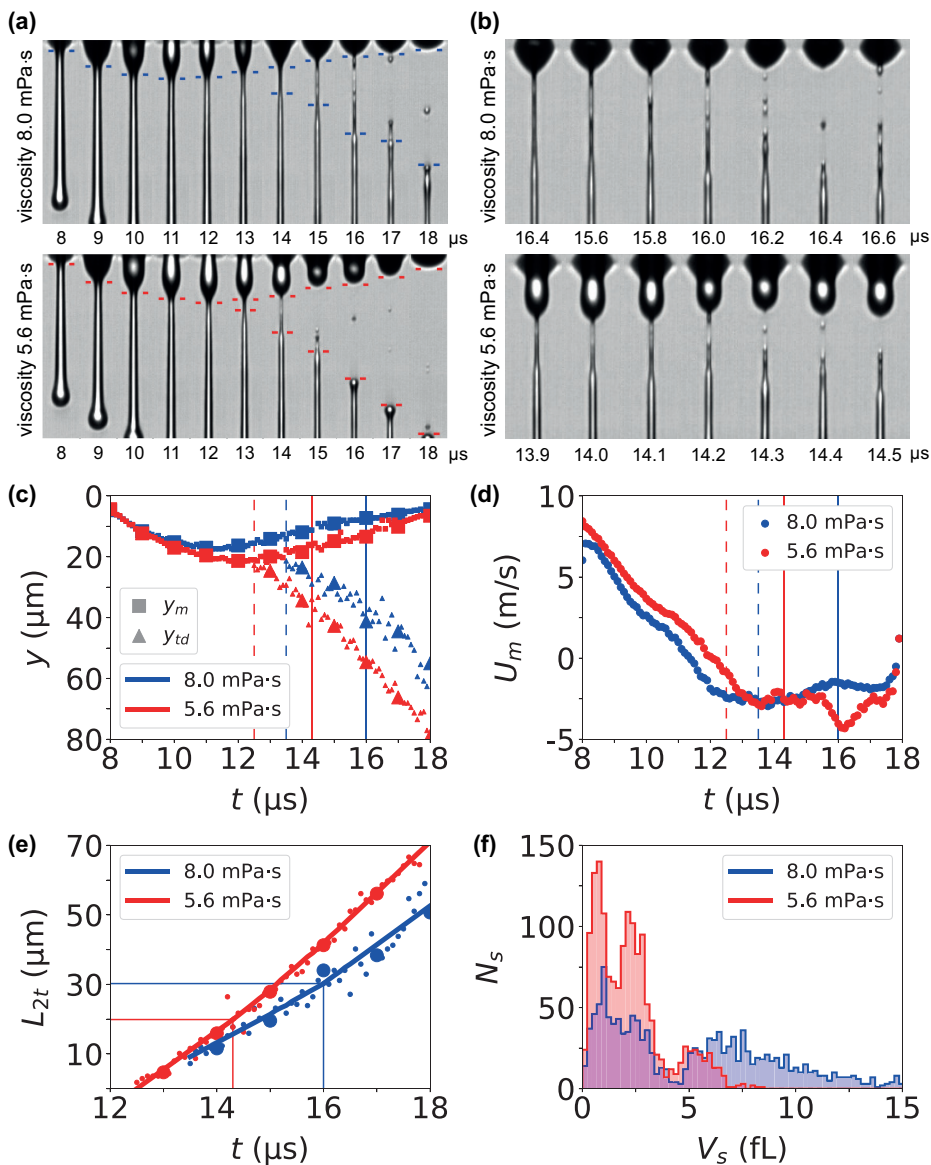 (a)
(b)
viscosity 8.0 mPa·s
8 9 10 11 12 13 14 15 16 17 18 μs
16.4 15.6 15.8 16.0 16.2 16.4 16.6 μs
viscosity 5.6 mPa·s
8 9 10 11 12 13 14 15 16 17 18 μs
13.9 14.0 14.1 14.2 14.3 14.4 14.5 μs
viscosity 8.0 mPa·s
viscosity 5.6 mPa·s
(c)
0
20
40
60
80
y (μm)
y_m
y_td
8.0 mPa·s
5.6 mPa·s
8 10 12 14 16 18
t (μs)
(d)
10
5
0
-5
U_m (m/s)
8.0 mPa·s
5.6 mPa·s
8 10 12 14 16 18
t (μs)
(e)
70
50
30
10
L_2t (μm)
8.0 mPa·s
5.6 mPa·s
12 14 16 18
t (μs)
(f)
150
100
50
0
N_s
8.0 mPa·s
5.6 mPa·s
0 5 10 15
V_s (fL)